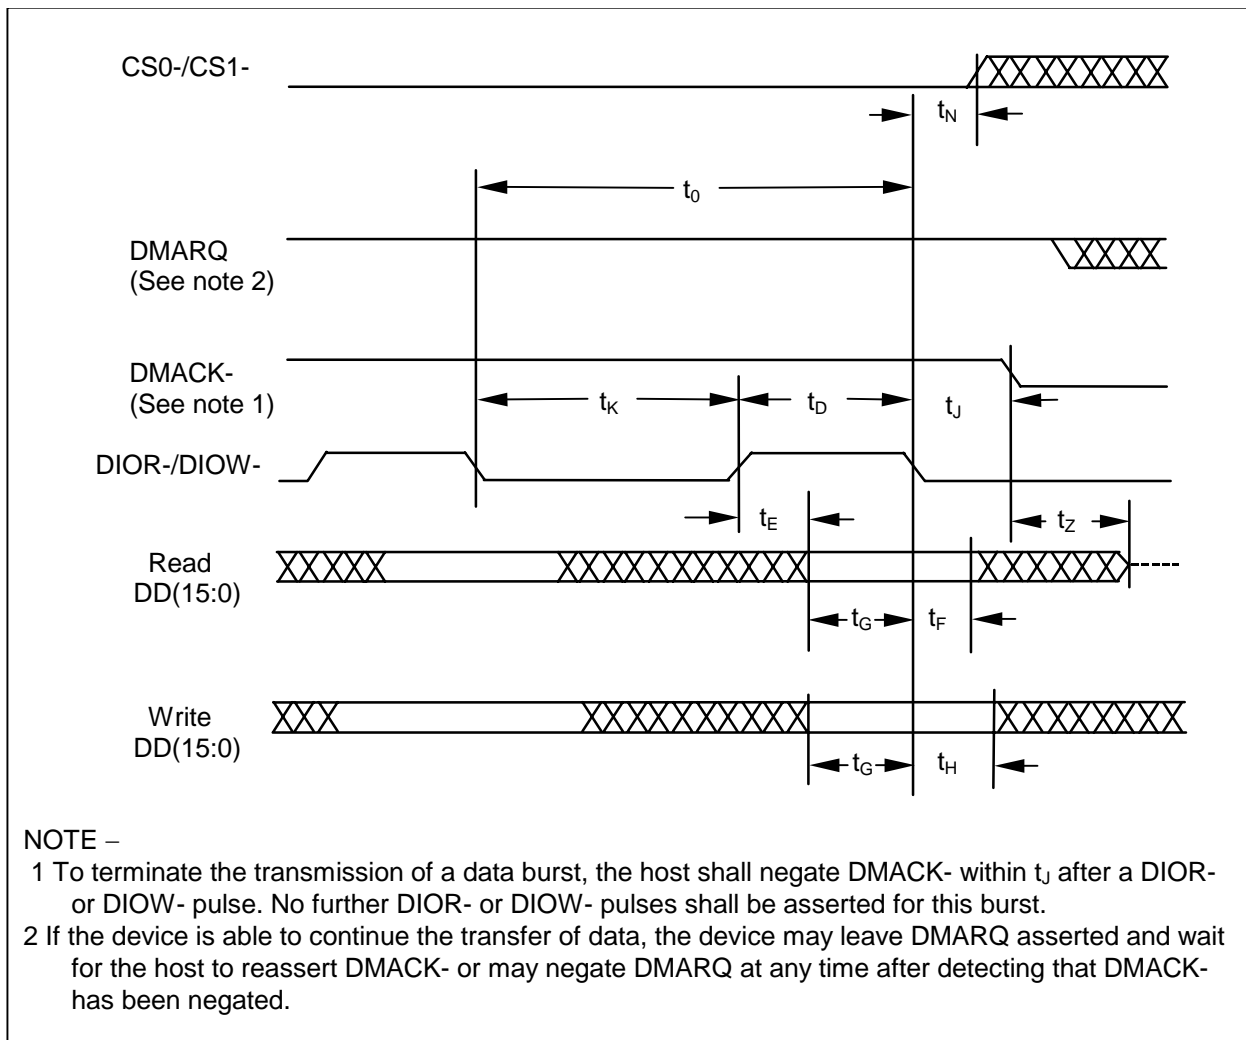 CS0-/CS1-
tN
t0
DMARQ
(See note 2)
DMACK-
(See note 1)
tK
tD
tJ
DIOR-/DIOW-
tE
tZ
Read
DD(15:0)
tG
tF
Write
DD(15:0)
tG
tH
NOTE –
1 To terminate the transmission of a data burst, the host shall negate DMACK- within tJ after a DIOR-
or DIOW- pulse. No further DIOR- or DIOW- pulses shall be asserted for this burst.
2 If the device is able to continue the transfer of data, the device may leave DMARQ asserted and wait
for the host to reassert DMACK- or may negate DMARQ at any time after detecting that DMACK-
has been negated.